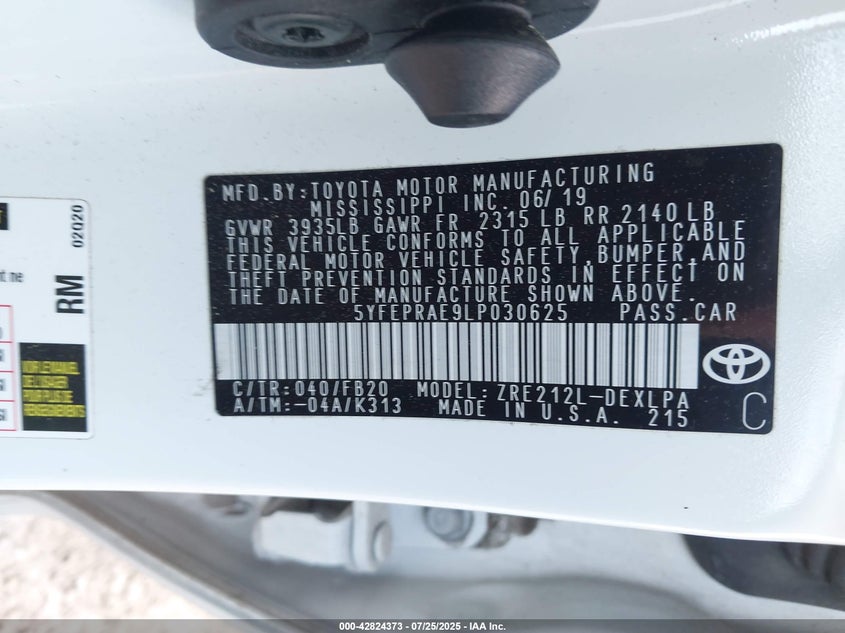 MFD. BY: TOYOTA MOTOR MANUFACTURING
MISSISSIPPI INC. 06/19
GVWR 3935LB GAWR FR 2315 LB RR 2140 LB
THIS VEHICLE CONFORMS TO ALL APPLICABLE
FEDERAL MOTOR VEHICLE SAFETY, BUMPER, AND
THEFT PREVENTION STANDARDS IN EFFECT ON
THE DATE OF MANUFACTURE SHOWN ABOVE.
5YFEPRAE9LP030625 PASS. CAR
C/TR: 040/FB20 MODEL: ZRE212L-DEXLPA
A/TM: -04A/K313 MADE IN U.S.A. 215
C
RM 02020
000-42824373 | 07/25/2025 | IAA Inc.